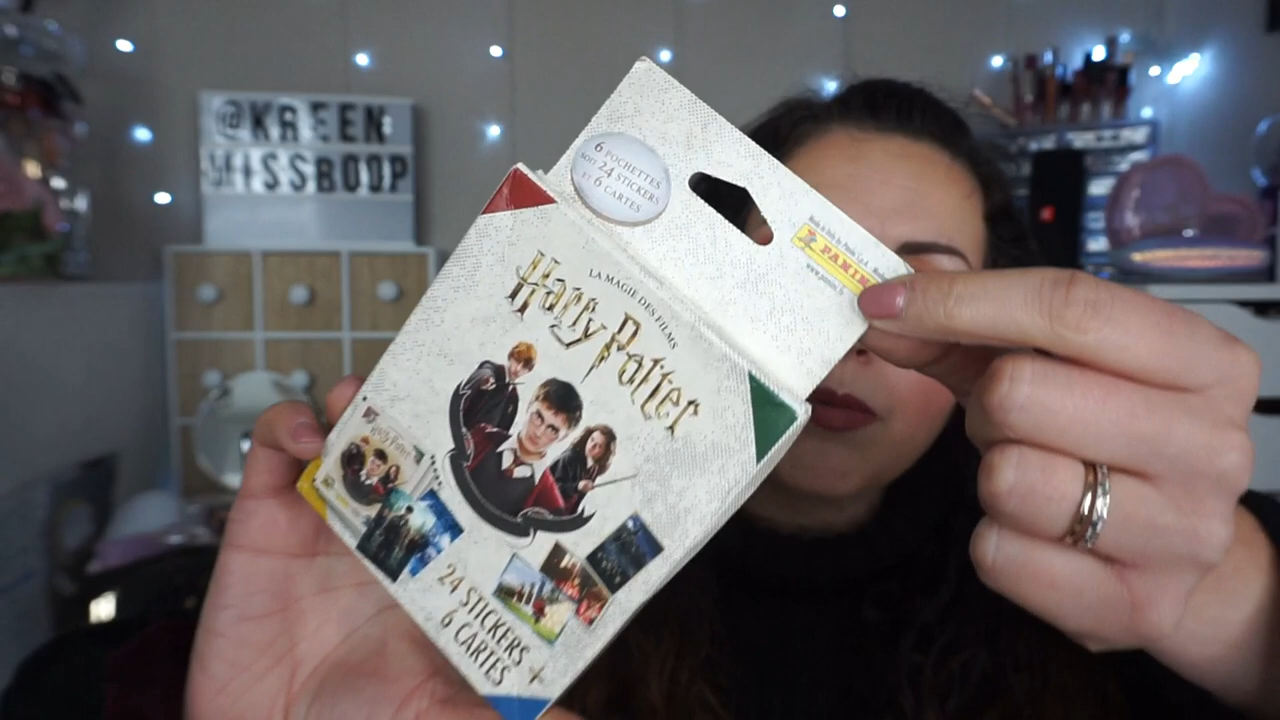 @KREEN
MISSBOOP
6 POCHETTES
SOIT 24 STICKERS
ET 6 CARTES
PANINI
LA MAGIE DES FILMS
Harry Potter
24 STICKERS +
6 CARTES